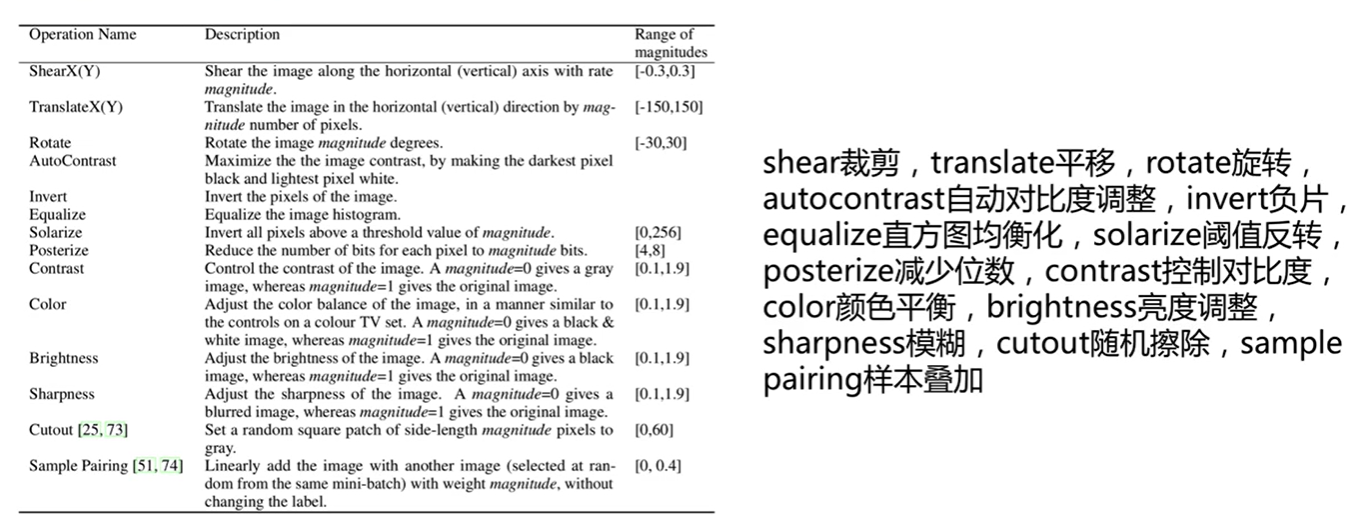 Operation Name Description Range of
magnitudes
ShearX(Y) Shear the image along the horizontal (vertical) axis with rate [-0.3,0.3]
magnitude.
TranslateX(Y) Translate the image in the horizontal (vertical) direction by mag- [-150,150]
nitude number of pixels.
Rotate Rotate the image magnitude degrees. [-30,30]
AutoContrast Maximize the the image contrast, by making the darkest pixel
black and lightest pixel white.
Invert Invert the pixels of the image.
Equalize Equalize the image histogram.
Solarize Invert all pixels above a threshold value of magnitude. [0,256]
Posterize Reduce the number of bits for each pixel to magnitude bits. [4,8]
Contrast Control the contrast of the image. A magnitude=0 gives a gray [0.1,1.9]
image, whereas magnitude=1 gives the original image.
Color Adjust the color balance of the image, in a manner similar to [0.1,1.9]
the controls on a colour TV set. A magnitude=0 gives a black &
white image, whereas magnitude=1 gives the original image.
Brightness Adjust the brightness of the image. A magnitude=0 gives a black [0.1,1.9]
image, whereas magnitude=1 gives the original image.
Sharpness Adjust the sharpness of the image. A magnitude=0 gives a [0.1,1.9]
blurred image, whereas magnitude=1 gives the original image.
Cutout [25, 73] Set a random square patch of side-length magnitude pixels to [0,60]
gray.
Sample Pairing [51, 74] Linearly add the image with another image (selected at ran- [0, 0.4]
dom from the same mini-batch) with weight magnitude, without
changing the label.
shear裁剪，translate平移，rotate旋转，
autocontrast自动对比度调整，invert负片，
equalize直方图均衡化，solarize阈值反转，
posterize减少位数，contrast控制对比度，
color颜色平衡，brightness亮度调整，
sharpness模糊，cutout随机擦除，sample
pairing样本叠加